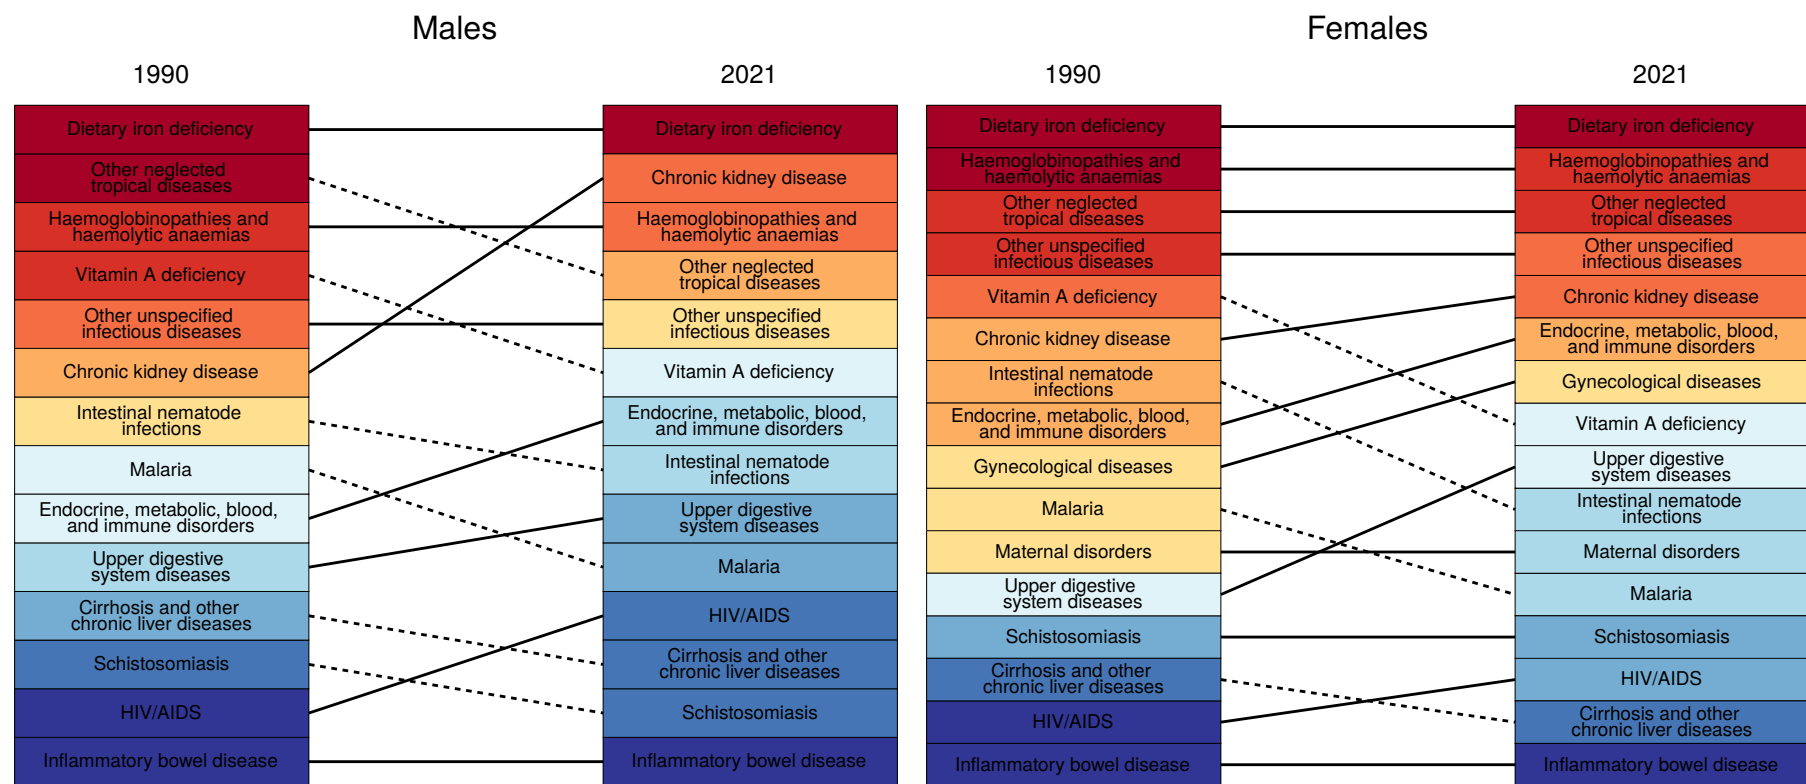 Males
1990
2021
Dietary iron deficiency
Other neglected
tropical diseases
Haemoglobinopathies and
haemolytic anaemias
Vitamin A deficiency
Other unspecified
infectious diseases
Chronic kidney disease
Intestinal nematode
infections
Malaria
Endocrine, metabolic, blood,
and immune disorders
Upper digestive
system diseases
Cirrhosis and other
chronic liver diseases
Schistosomiasis
HIV/AIDS
Inflammatory bowel disease
Dietary iron deficiency
Chronic kidney disease
Haemoglobinopathies and
haemolytic anaemias
Other neglected
tropical diseases
Other unspecified
infectious diseases
Vitamin A deficiency
Endocrine, metabolic, blood,
and immune disorders
Intestinal nematode
infections
Upper digestive
system diseases
Malaria
HIV/AIDS
Cirrhosis and other
chronic liver diseases
Schistosomiasis
Inflammatory bowel disease
Females
1990
2021
Dietary iron deficiency
Haemoglobinopathies and
haemolytic anaemias
Other neglected
tropical diseases
Other unspecified
infectious diseases
Vitamin A deficiency
Chronic kidney disease
Intestinal nematode
infections
Endocrine, metabolic, blood,
and immune disorders
Gynecological diseases
Malaria
Maternal disorders
Upper digestive
system diseases
Schistosomiasis
Cirrhosis and other
chronic liver diseases
HIV/AIDS
Inflammatory bowel disease
Dietary iron deficiency
Haemoglobinopathies and
haemolytic anaemias
Other neglected
tropical diseases
Other unspecified
infectious diseases
Chronic kidney disease
Endocrine, metabolic, blood,
and immune disorders
Gynecological diseases
Vitamin A deficiency
Upper digestive
system diseases
Intestinal nematode
infections
Maternal disorders
Malaria
Schistosomiasis
HIV/AIDS
Cirrhosis and other
chronic liver diseases
Inflammatory bowel disease